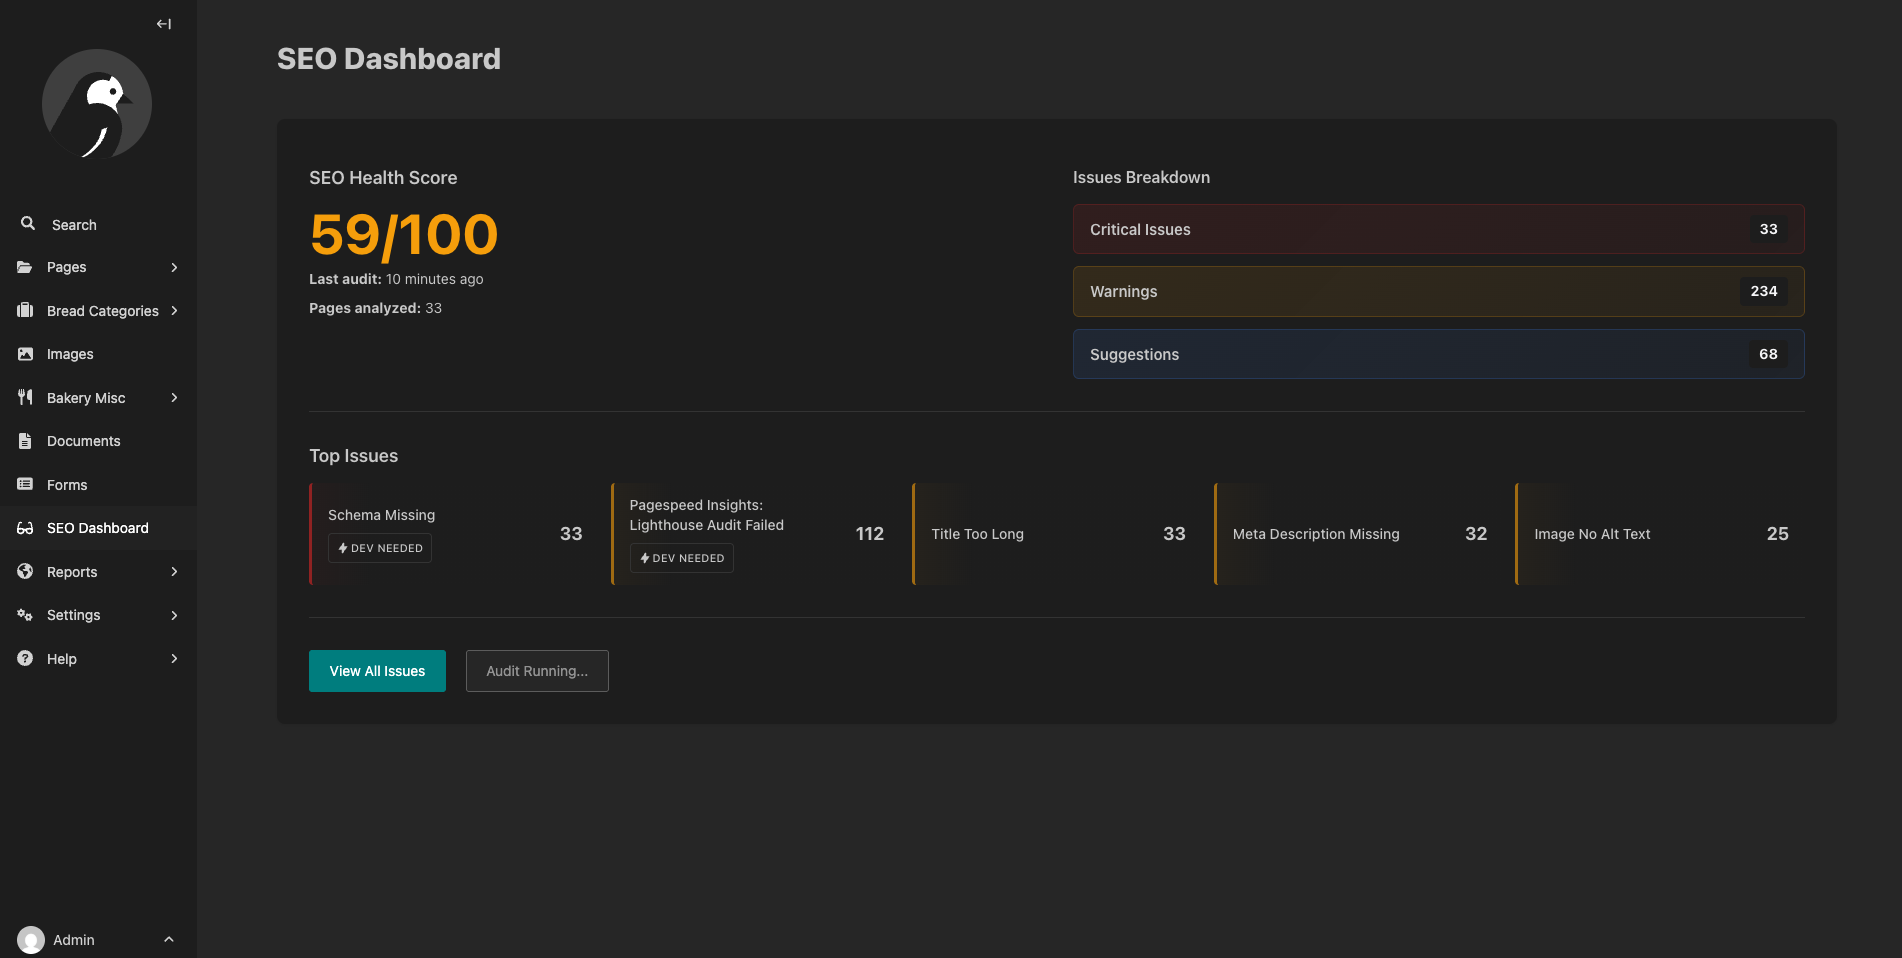 Search
Pages
Bread Categories
Images
Bakery Misc
Documents
Forms
SEO Dashboard
Reports
Settings
Help
Admin
SEO Dashboard
SEO Health Score
59/100
Last audit: 10 minutes ago
Pages analyzed: 33
Issues Breakdown
Critical Issues 33
Warnings 234
Suggestions 68
Top Issues
Schema Missing
DEV NEEDED
33
Pagespeed Insights:
Lighthouse Audit Failed
DEV NEEDED
112
Title Too Long 33
Meta Description Missing 32
Image No Alt Text 25
View All Issues
Audit Running...